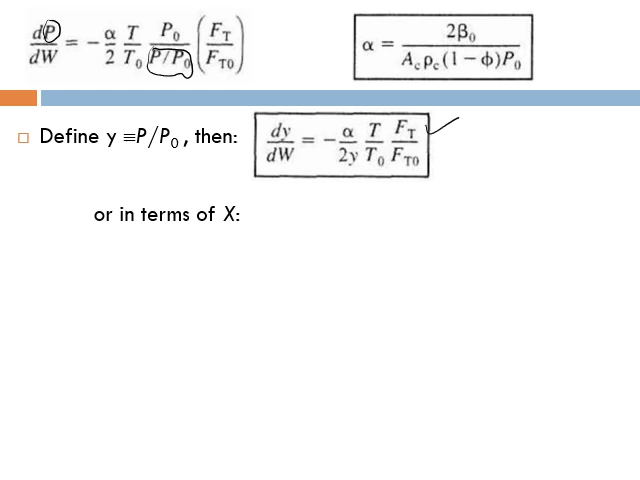 dP/dW = - α/2 T/T₀ P₀/(P/P₀) (F_T/F_T0)
α = 2β₀/(A_c ρ_c (1 - ϕ) P₀)
Define y ≡P/P₀ , then: dy/dW = - α/2y T/T₀ F_T/F_T0
or in terms of X: